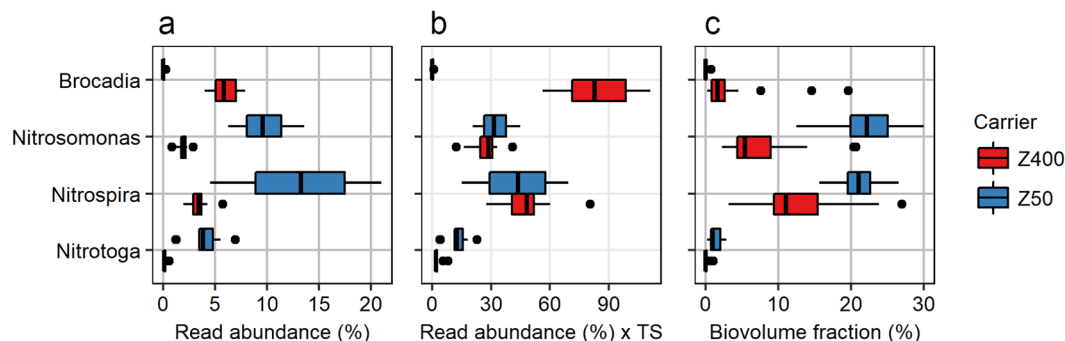 a
b
c
Brocadia
Nitrosomonas
Nitrospira
Nitrotoga
0 5 10 15 20
0 30 60 90
0 10 20 30
Read abundance (%)
Read abundance (%) x TS
Biovolume fraction (%)
Carrier
Z400
Z50